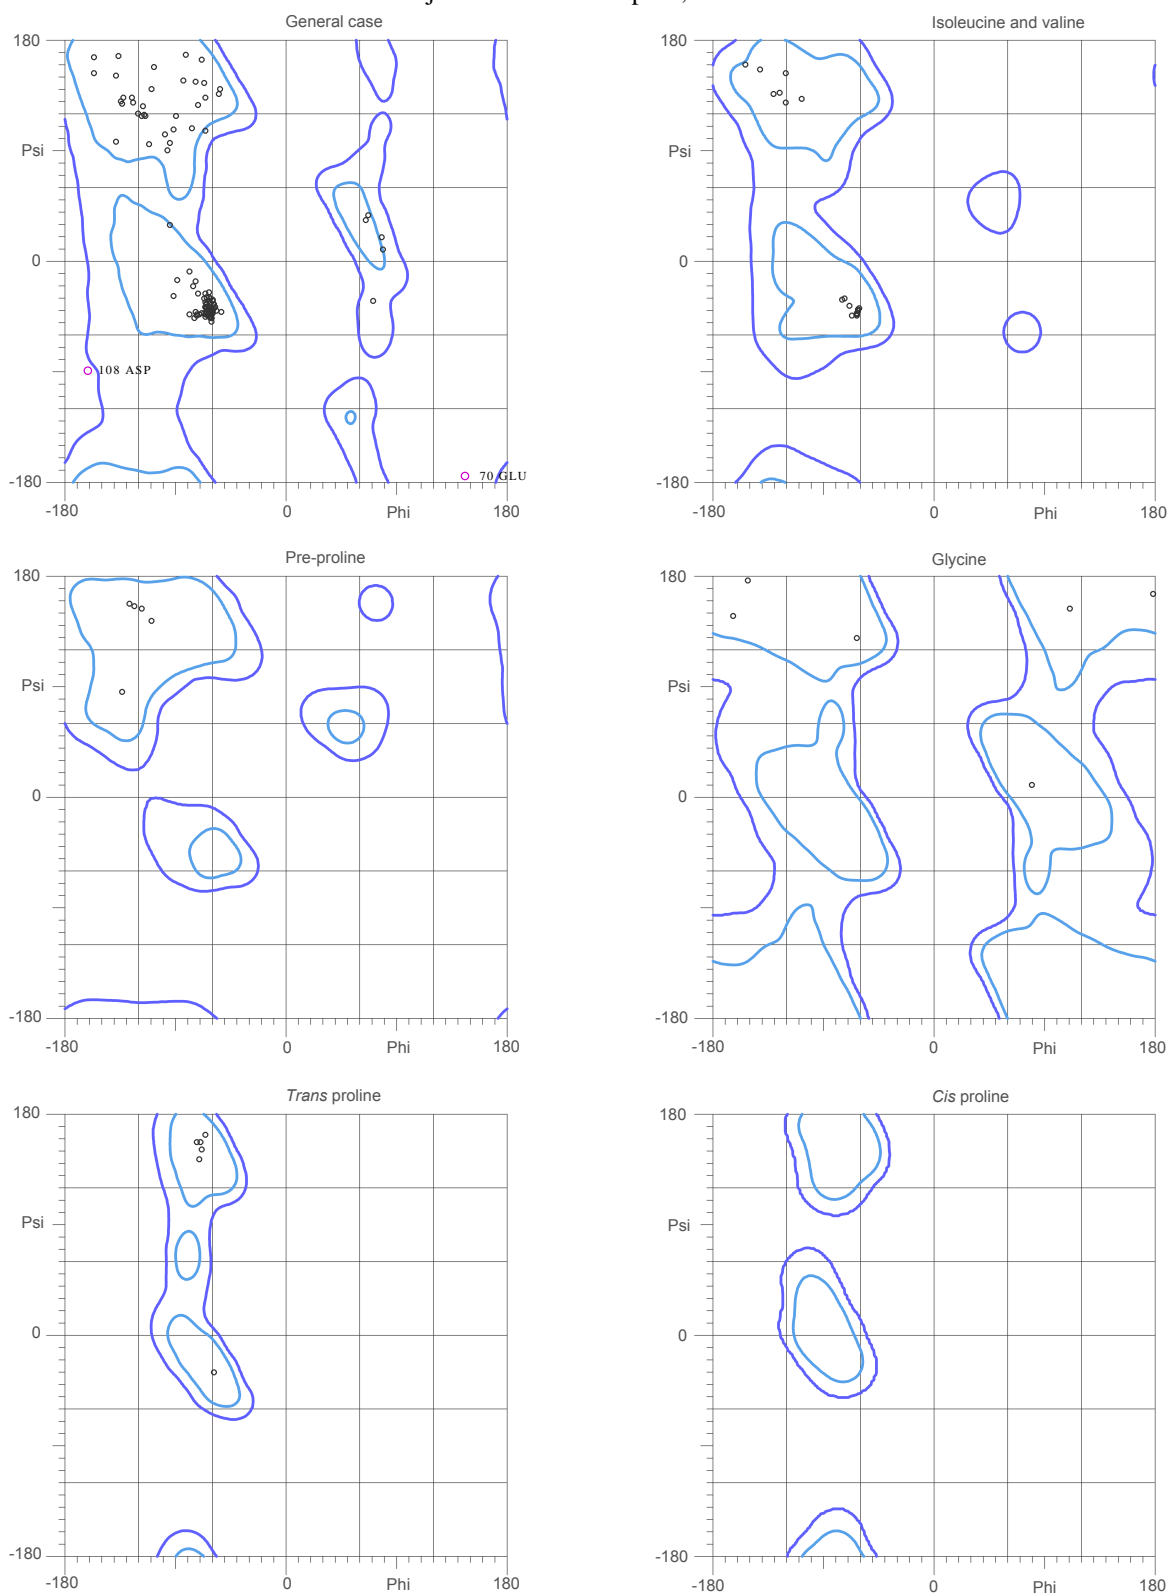 General case
Isoleucine and valine
180
180
Psi
Psi
0
0
108 ASP
70 GLU
-180
-180
-180
0
Phi
180
-180
0
Phi
180
Pre-proline
Glycine
180
180
Psi
Psi
0
0
-180
-180
-180
0
Phi
180
-180
0
Phi
180
Trans proline
Cis proline
180
180
Psi
Psi
0
0
-180
-180
-180
0
Phi
180
-180
0
Phi
180